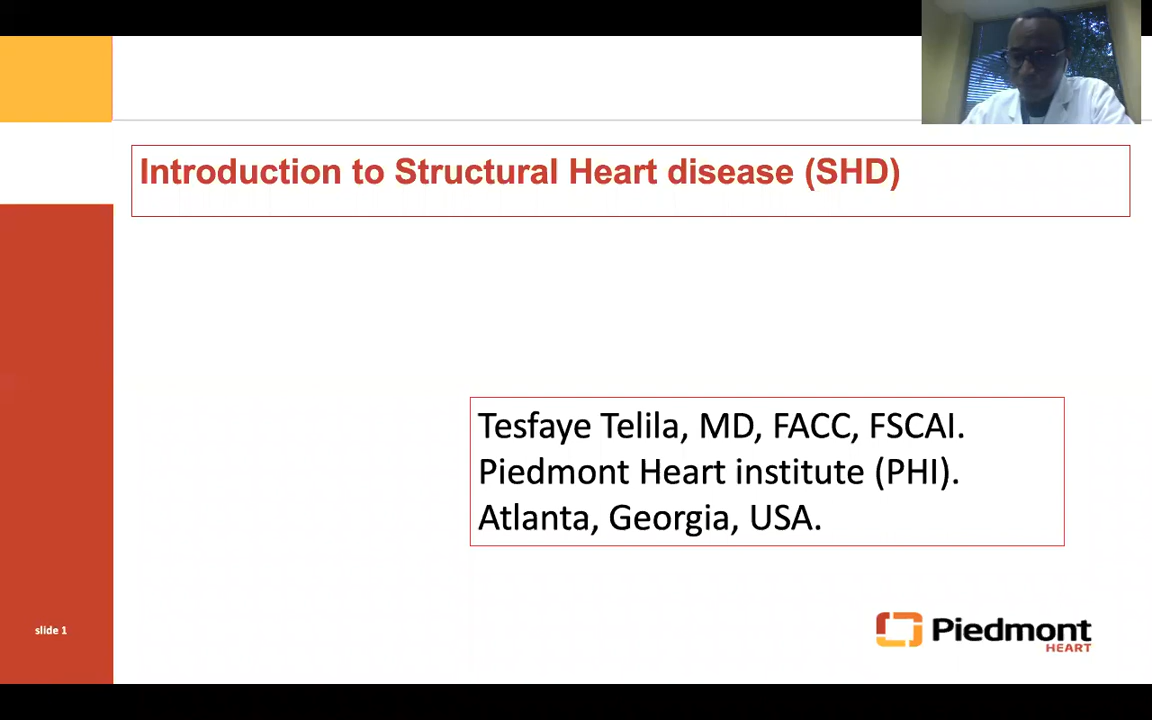 Introduction to Structural Heart disease (SHD)
Tesfaye Telila, MD, FACC, FSCAI.
Piedmont Heart institute (PHI).
Atlanta, Georgia, USA.
slide 1
Piedmont
HEART